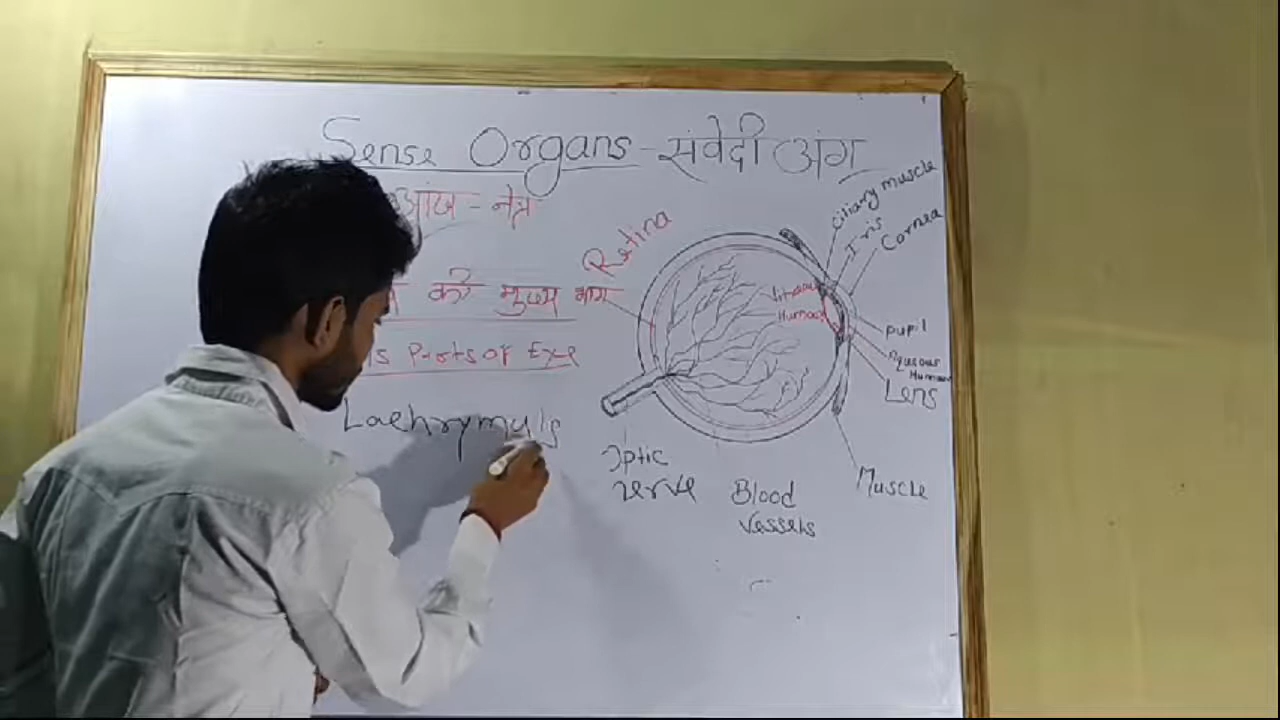 Sense Organs - संवेदी अंग
आंख - नेत्र
के मुख्य भाग
Parts of Eye
Retina
Ciliary muscle
Iris
Cornea
Vitreous
Humour
pupil
Aqueous
Humour
Lens
Optic
nerve
Blood
Vessels
Muscle